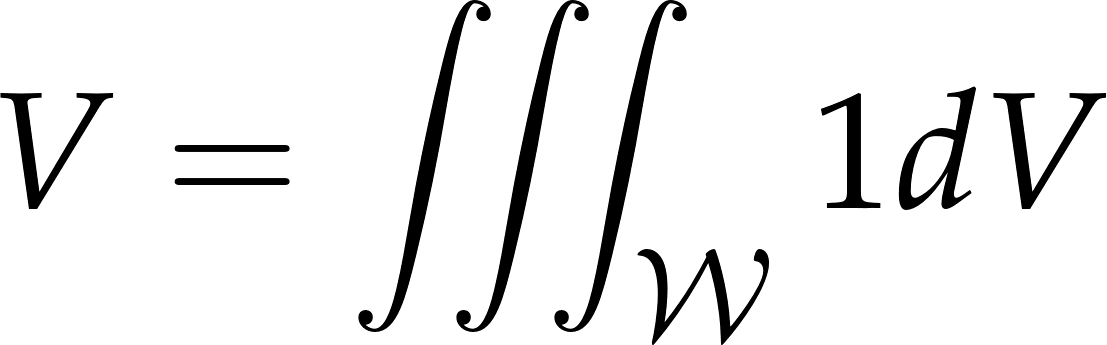 V = ∭_𝒲 1dV